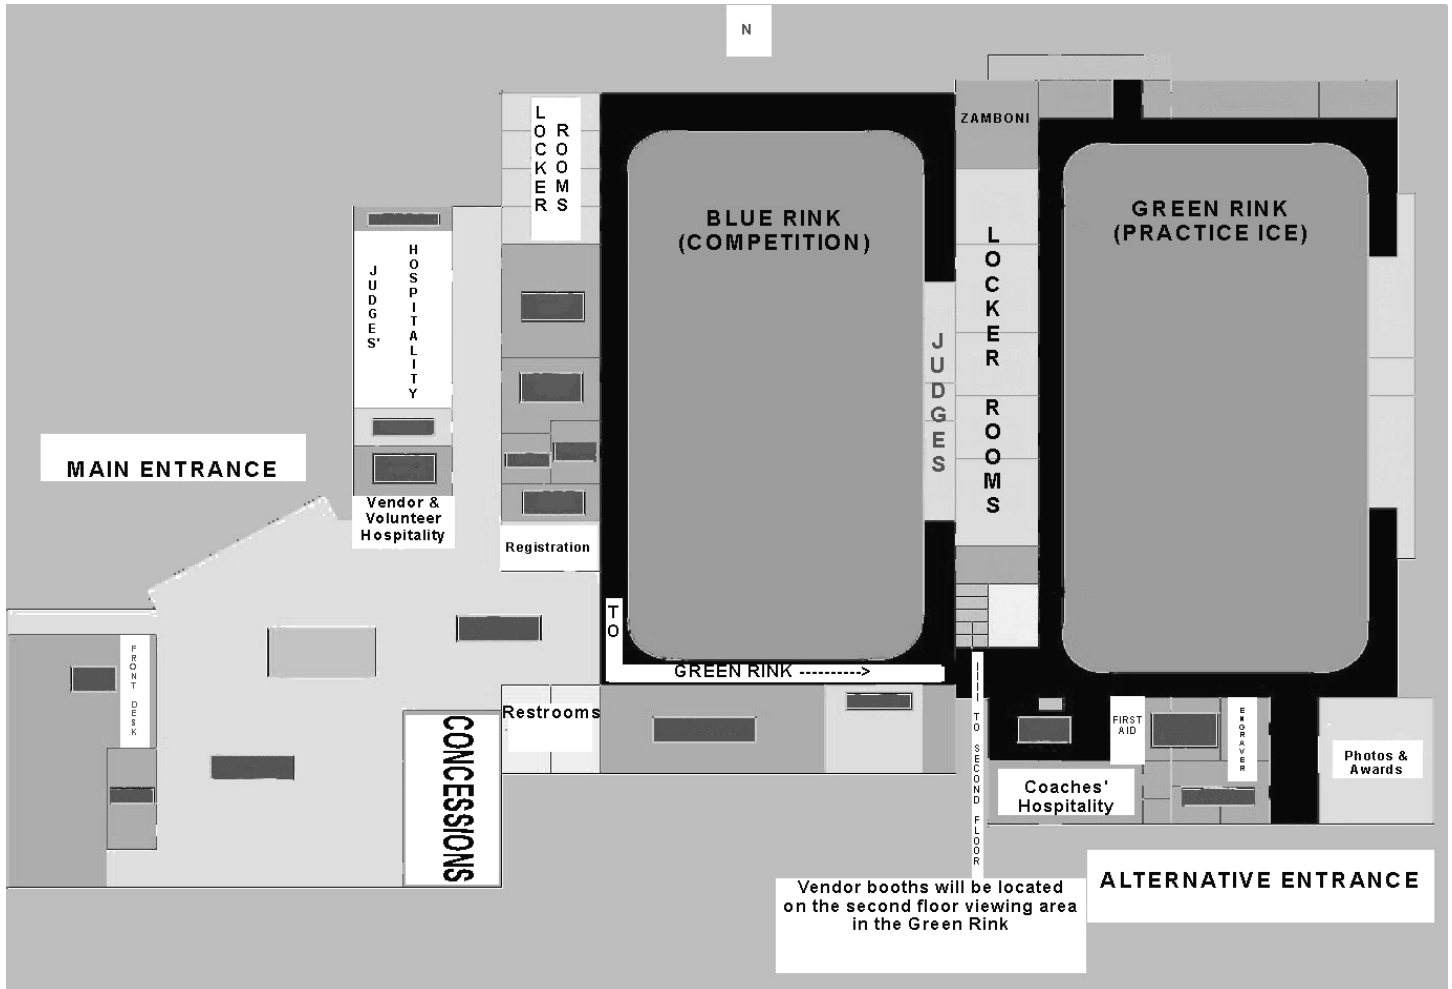 N
ZAMBONI
LOCKER
ROOMS
BLUE RINK
(COMPETITION)
GREEN RINK
(PRACTICE ICE)
LOCKER ROOMS
JUDGES'
HOSPITALITY
JUDGES
MAIN ENTRANCE
Vendor &
Volunteer
Hospitality
Registration
TO
GREEN RINK ---------->
FRONT DESK
Restrooms
CONCESSIONS
|||| TO SECOND FLOOR
FIRST
AID
ENGRAVER
Photos &
Awards
Coaches'
Hospitality
ALTERNATIVE ENTRANCE
Vendor booths will be located
on the second floor viewing area
in the Green Rink